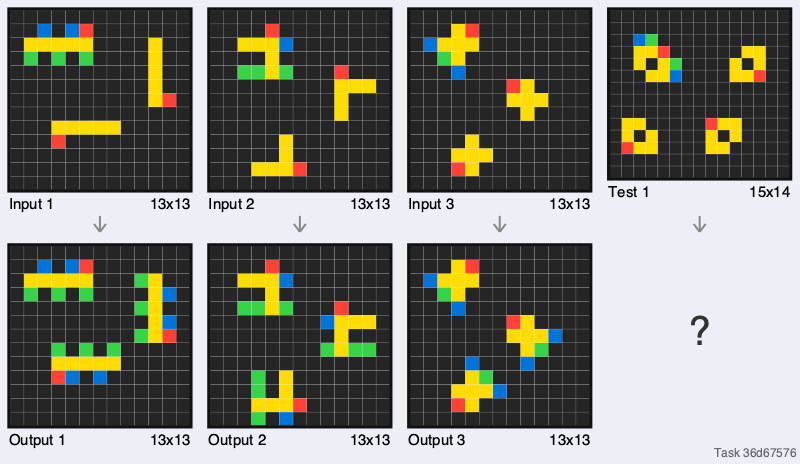 Input 1 13x13
Input 2 13x13
Input 3 13x13
Test 1 15x14
?
Output 1 13x13
Output 2 13x13
Output 3 13x13
Task 36d67576